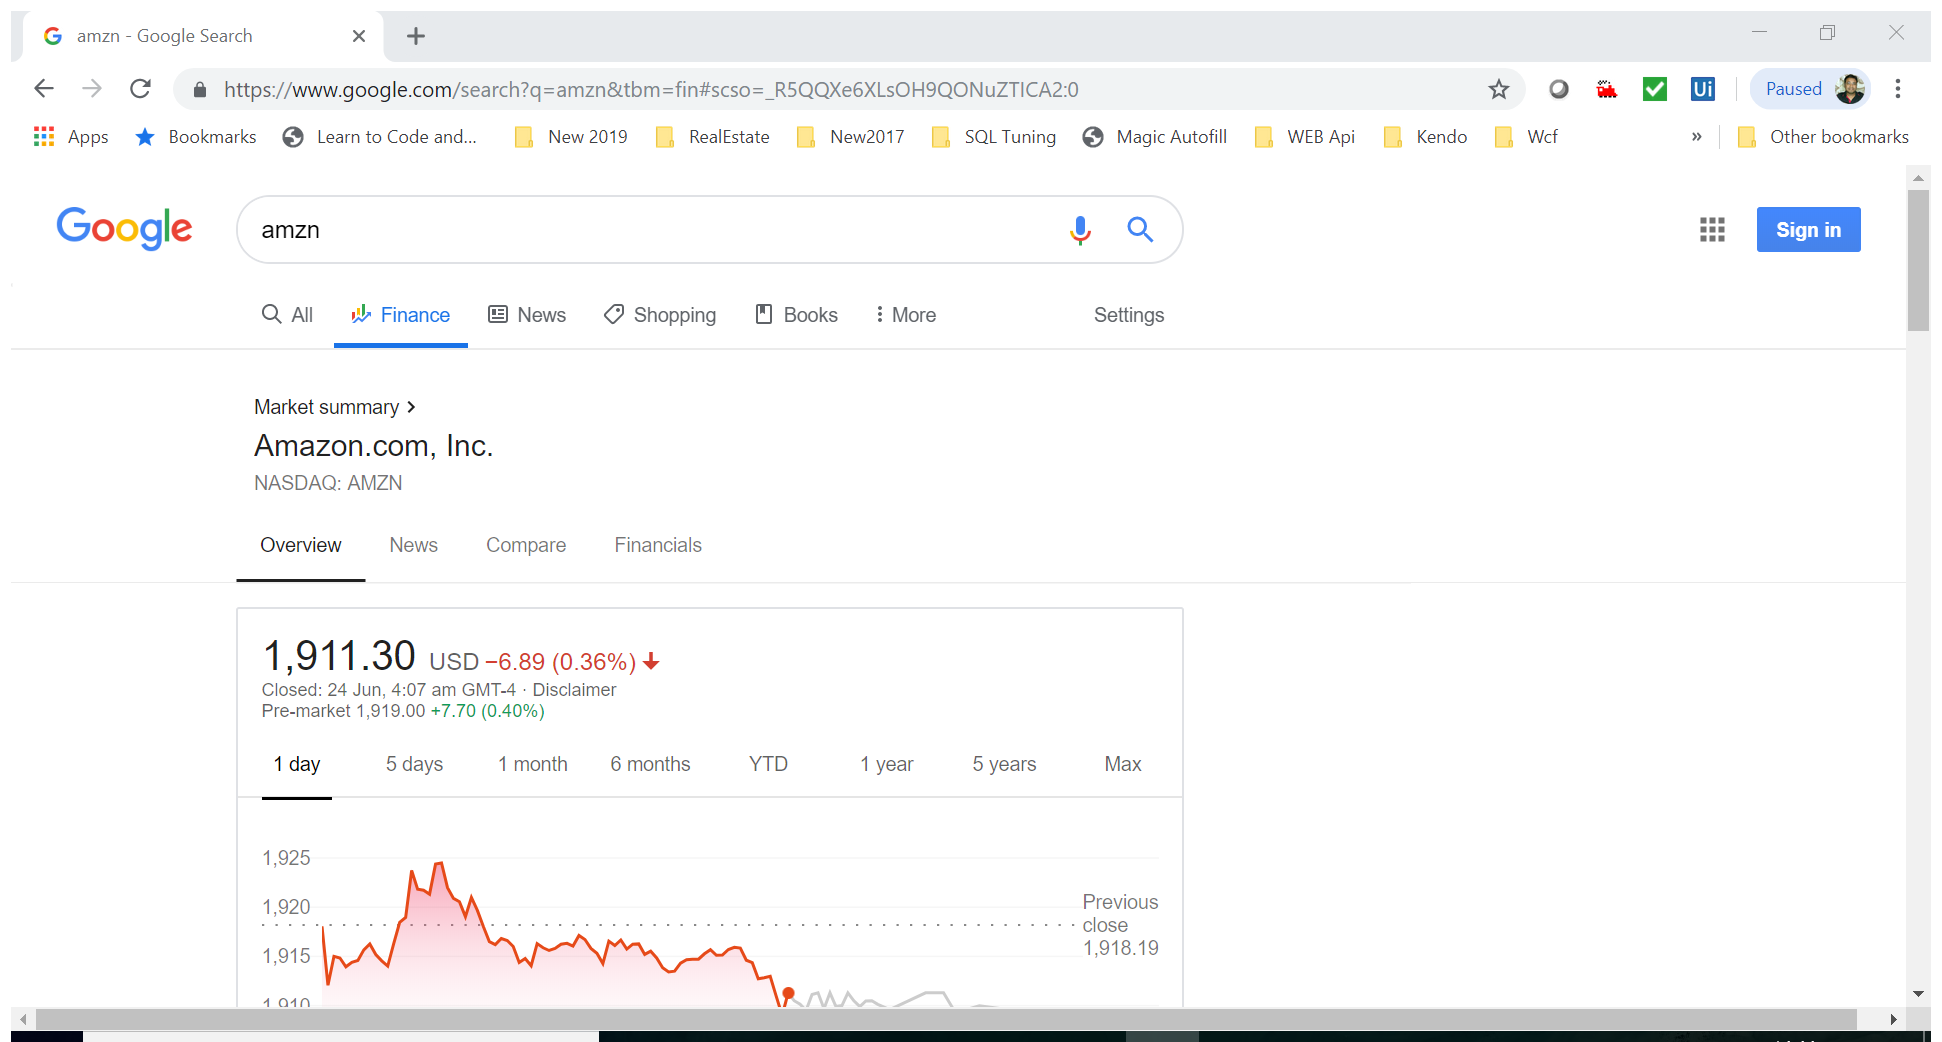 amzn - Google Search
https://www.google.com/search?q=amzn&tbm=fin#scso=_R5QQXe6XLsOH9QONuZTICA2:0
Ui
Paused
Apps Bookmarks Learn to Code and... New 2019 RealEstate New2017 SQL Tuning Magic Autofill WEB Api Kendo Wcf » Other bookmarks
Google
amzn
Sign in
All Finance News Shopping Books More Settings
Market summary >
Amazon.com, Inc.
NASDAQ: AMZN
Overview News Compare Financials
1,911.30 USD −6.89 (0.36%)
Closed: 24 Jun, 4:07 am GMT-4 · Disclaimer
Pre-market 1,919.00 +7.70 (0.40%)
1 day 5 days 1 month 6 months YTD 1 year 5 years Max
1,925
1,920
1,915
1,910
Previous
close
1,918.19